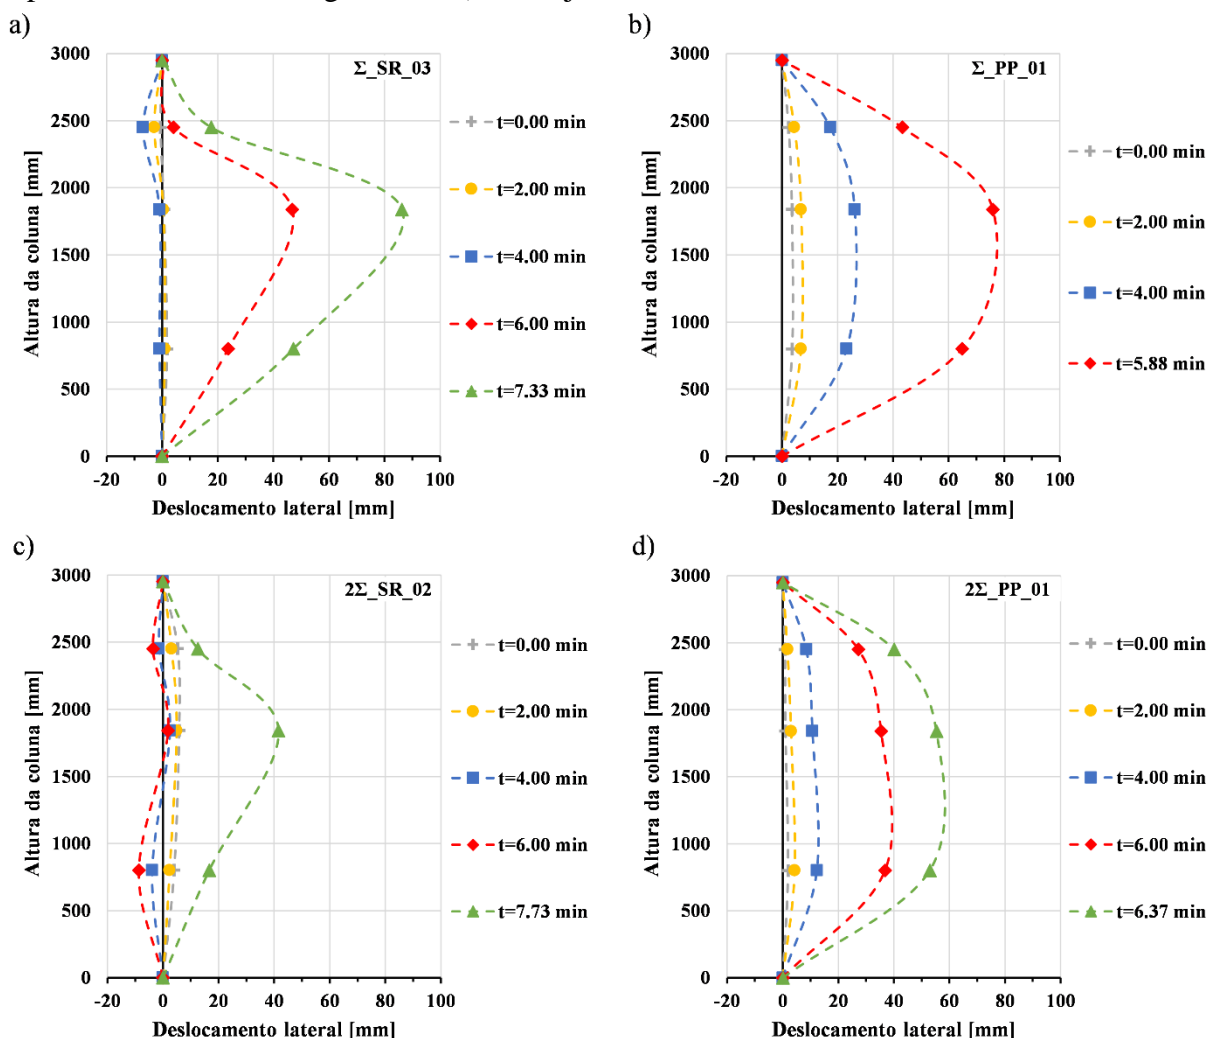 a)
Σ_SR_03
3000
2500
2000
1500
1000
500
0
Altura da coluna [mm]
-20 0 20 40 60 80 100
Deslocamento lateral [mm]
t=0.00 min
t=2.00 min
t=4.00 min
t=6.00 min
t=7.33 min
b)
Σ_PP_01
3000
2500
2000
1500
1000
500
0
Altura da coluna [mm]
-20 0 20 40 60 80 100
Deslocamento lateral [mm]
t=0.00 min
t=2.00 min
t=4.00 min
t=5.88 min
c)
2Σ_SR_02
3000
2500
2000
1500
1000
500
0
Altura da coluna [mm]
-20 0 20 40 60 80 100
Deslocamento lateral [mm]
t=0.00 min
t=2.00 min
t=4.00 min
t=6.00 min
t=7.73 min
d)
2Σ_PP_01
3000
2500
2000
1500
1000
500
0
Altura da coluna [mm]
-20 0 20 40 60 80 100
Deslocamento lateral [mm]
t=0.00 min
t=2.00 min
t=4.00 min
t=6.00 min
t=6.37 min